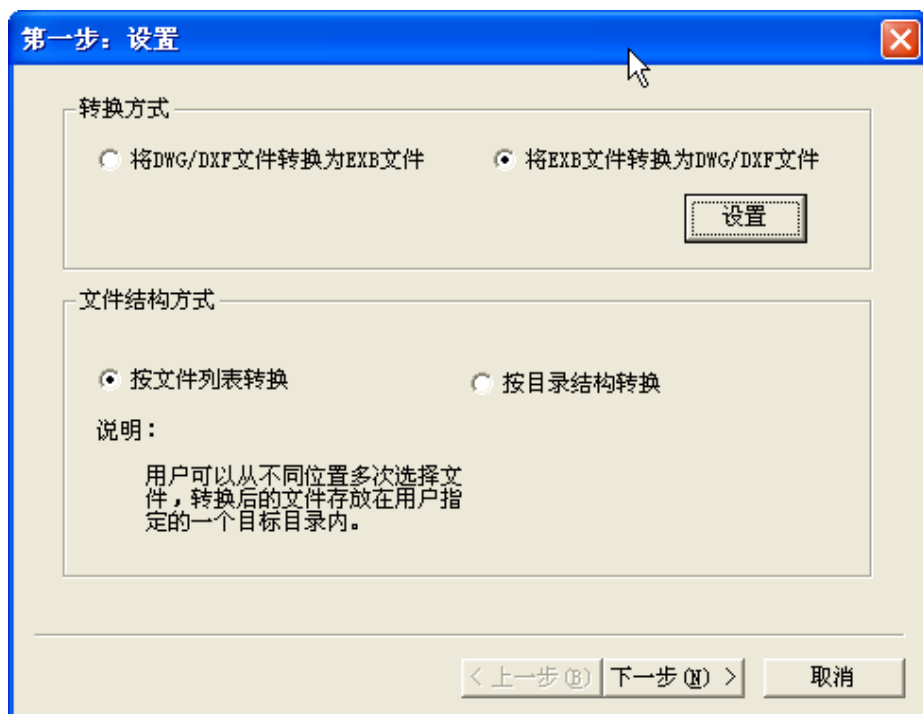 第一步：设置
转换方式
将DWG/DXF文件转换为EXB文件
将EXB文件转换为DWG/DXF文件
设置
文件结构方式
按文件列表转换
按目录结构转换
说明：
用户可以从不同位置多次选择文
件，转换后的文件存放在用户指
定的一个目标目录内。
< 上一步(B)
下一步(N) >
取消